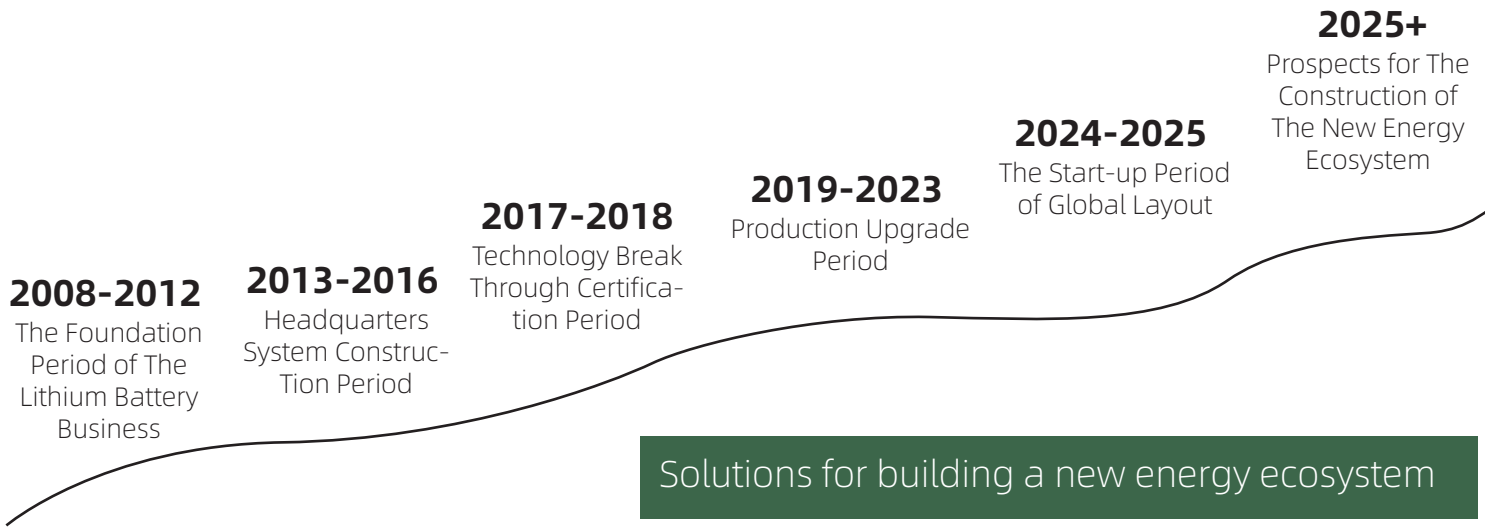 2008-2012
The Foundation
Period of The
Lithium Battery
Business
2013-2016
Headquarters
System Construc-
Tion Period
2017-2018
Technology Break
Through Certifica-
tion Period
2019-2023
Production Upgrade
Period
2024-2025
The Start-up Period
of Global Layout
2025+
Prospects for The
Construction of
The New Energy
Ecosystem
Solutions for building a new energy ecosystem